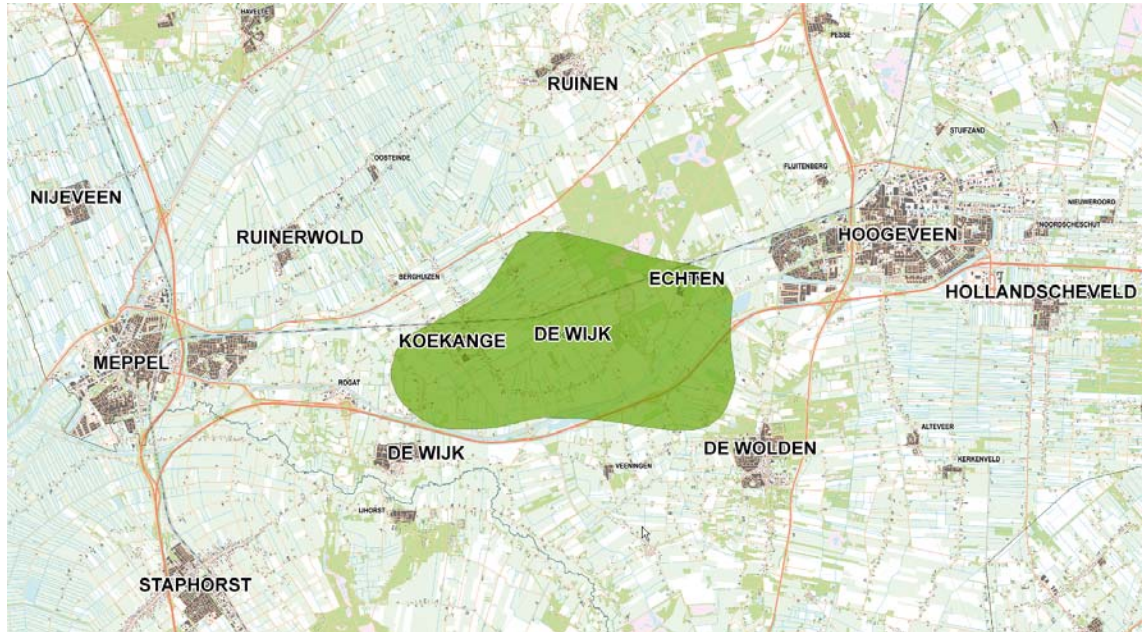 HAVELTE
PESSE
RUINEN
STUIFZAND
OOSTEINDE
FLUITENBERG
NIJEVEEN
NIEUWEROORD
NOORDSCHESCHUT
RUINERWOLD
HOOGEVEEN
BERGHUIZEN
ECHTEN
HOLLANDSCHEVELD
KOEKANGE
DE WIJK
MEPPEL
ROGAT
ALTEVEER
DE WIJK
DE WOLDEN
VEENINGEN
KERKENVELD
IJHORST
STAPHORST